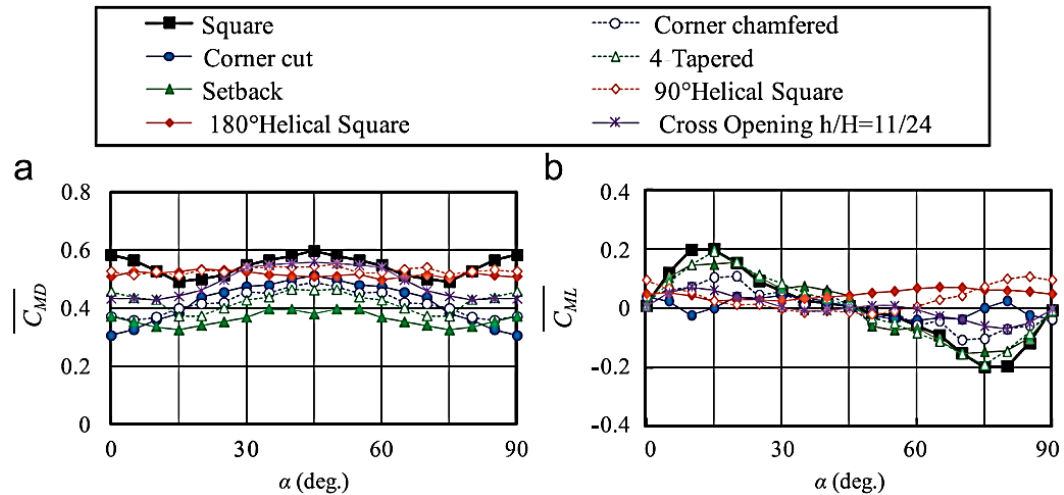 Square Corner chamfered
Corner cut 4 Tapered
Setback 90°Helical Square
180°Helical Square Cross Opening h/H=11/24
a b
0.8 0.4
0.6 0.2
C_MD 0.4 C_ML 0
0.2 -0.2
0 -0.4
0 30 60 90 0 30 60 90
α (deg.) α (deg.)